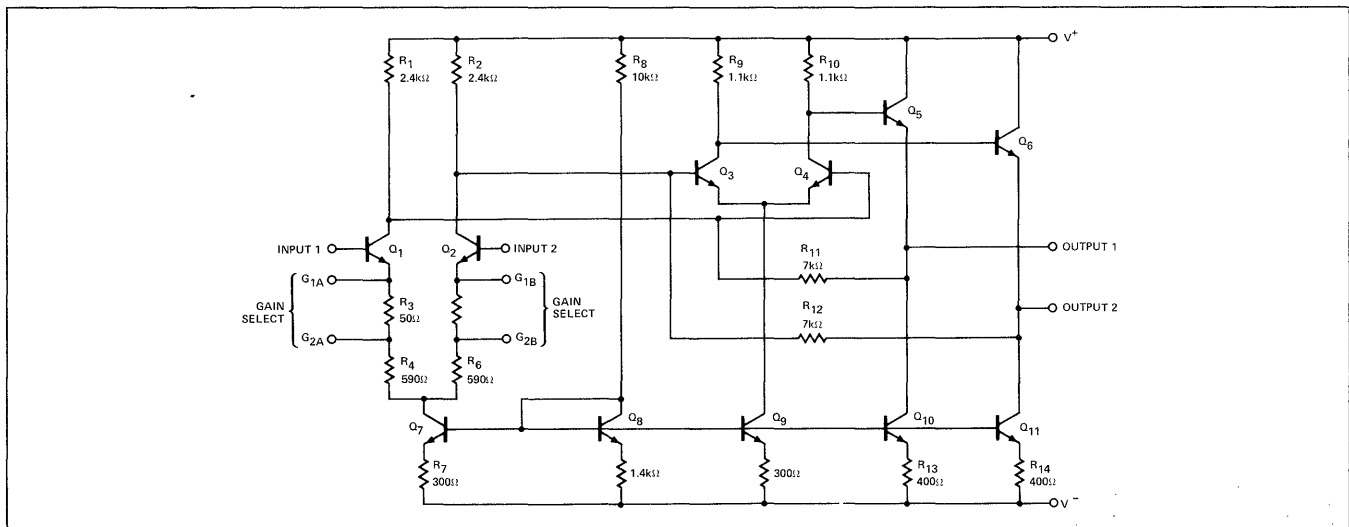 V+
R1
2.4kΩ
R2
2.4kΩ
R8
10kΩ
R9
1.1kΩ
R10
1.1kΩ
Q5
Q6
Q3
Q4
INPUT 1
Q1
Q2
INPUT 2
G1A
G1B
GAIN
SELECT
R3
50Ω
GAIN
SELECT
G2A
G2B
R4
590Ω
R6
590Ω
R11
7kΩ
OUTPUT 1
R12
7kΩ
OUTPUT 2
Q7
Q8
Q9
Q10
Q11
R7
300Ω
1.4kΩ
300Ω
R13
400Ω
R14
400Ω
V-